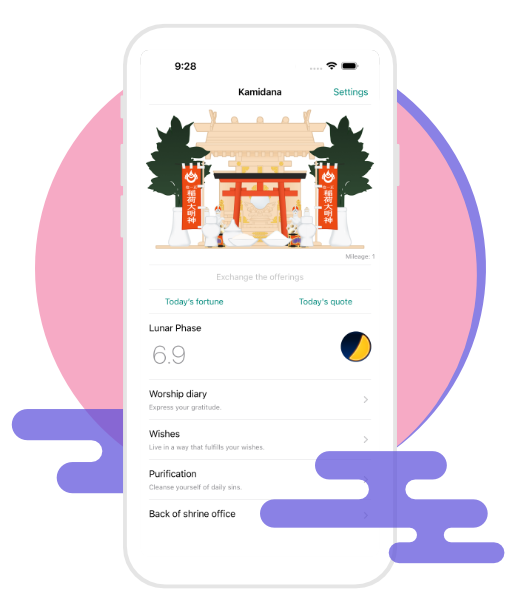 9:28
Kamidana
Settings
稲荷大明神
稲荷大明神
Mileage: 1
Exchange the offerings
Today's fortune
Today's quote
Lunar Phase
6.9
Worship diary
Express your gratitude.
Wishes
Live in a way that fulfills your wishes.
Purification
Cleanse yourself of daily sins.
Back of shrine office